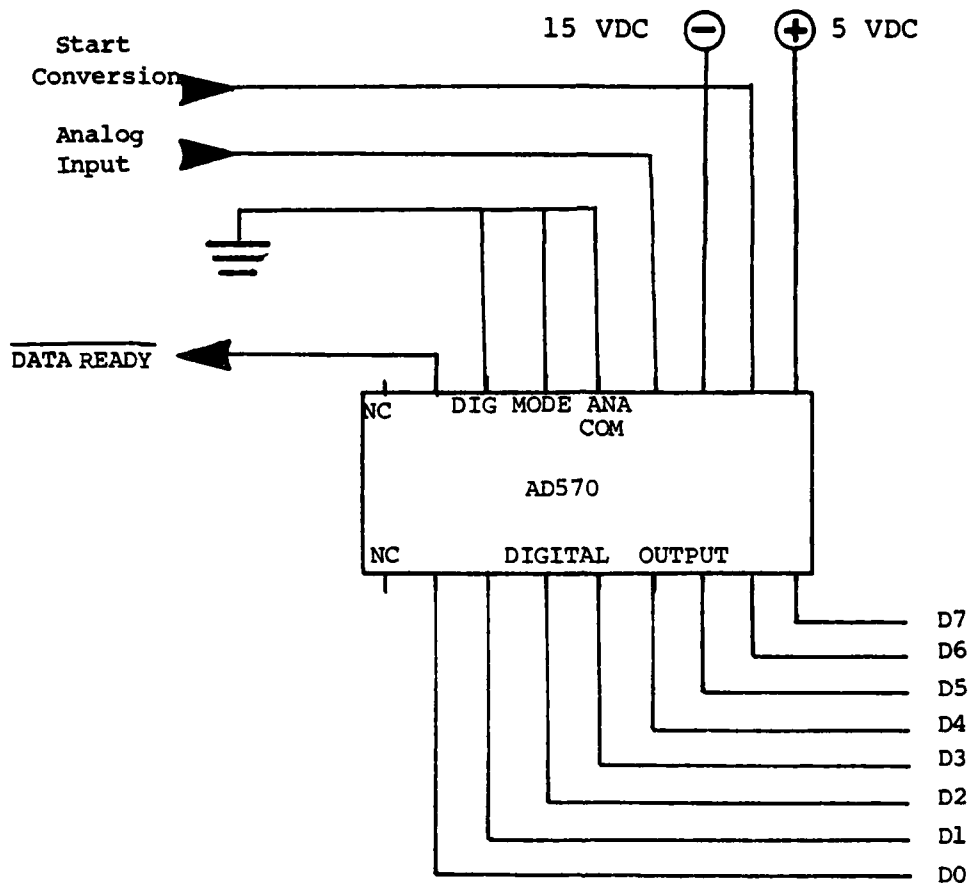 15 VDC − + 5 VDC
Start
Conversion
Analog
Input
DATA READY
NC DIG MODE ANA
COM
AD570
NC DIGITAL OUTPUT
D7
D6
D5
D4
D3
D2
D1
D0